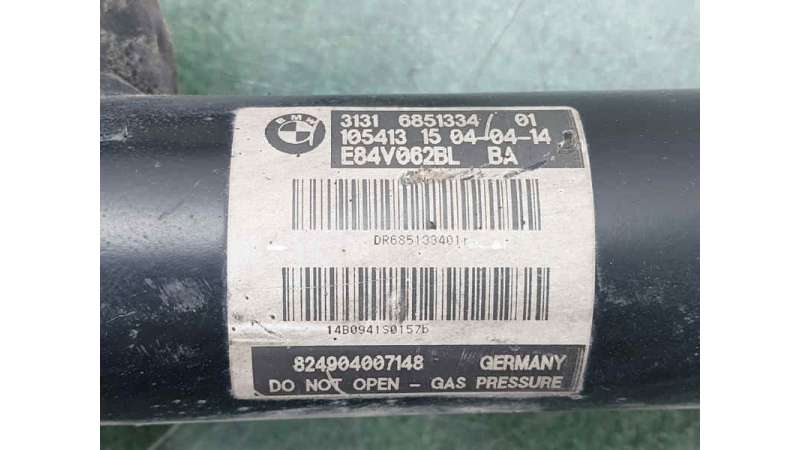 BMW
3131 6851334 / 01
105413 15 04-04-14
E84V062BL BA
DR685133401
14B0941S0157b
824904007148 GERMANY
DO NOT OPEN - GAS PRESSURE